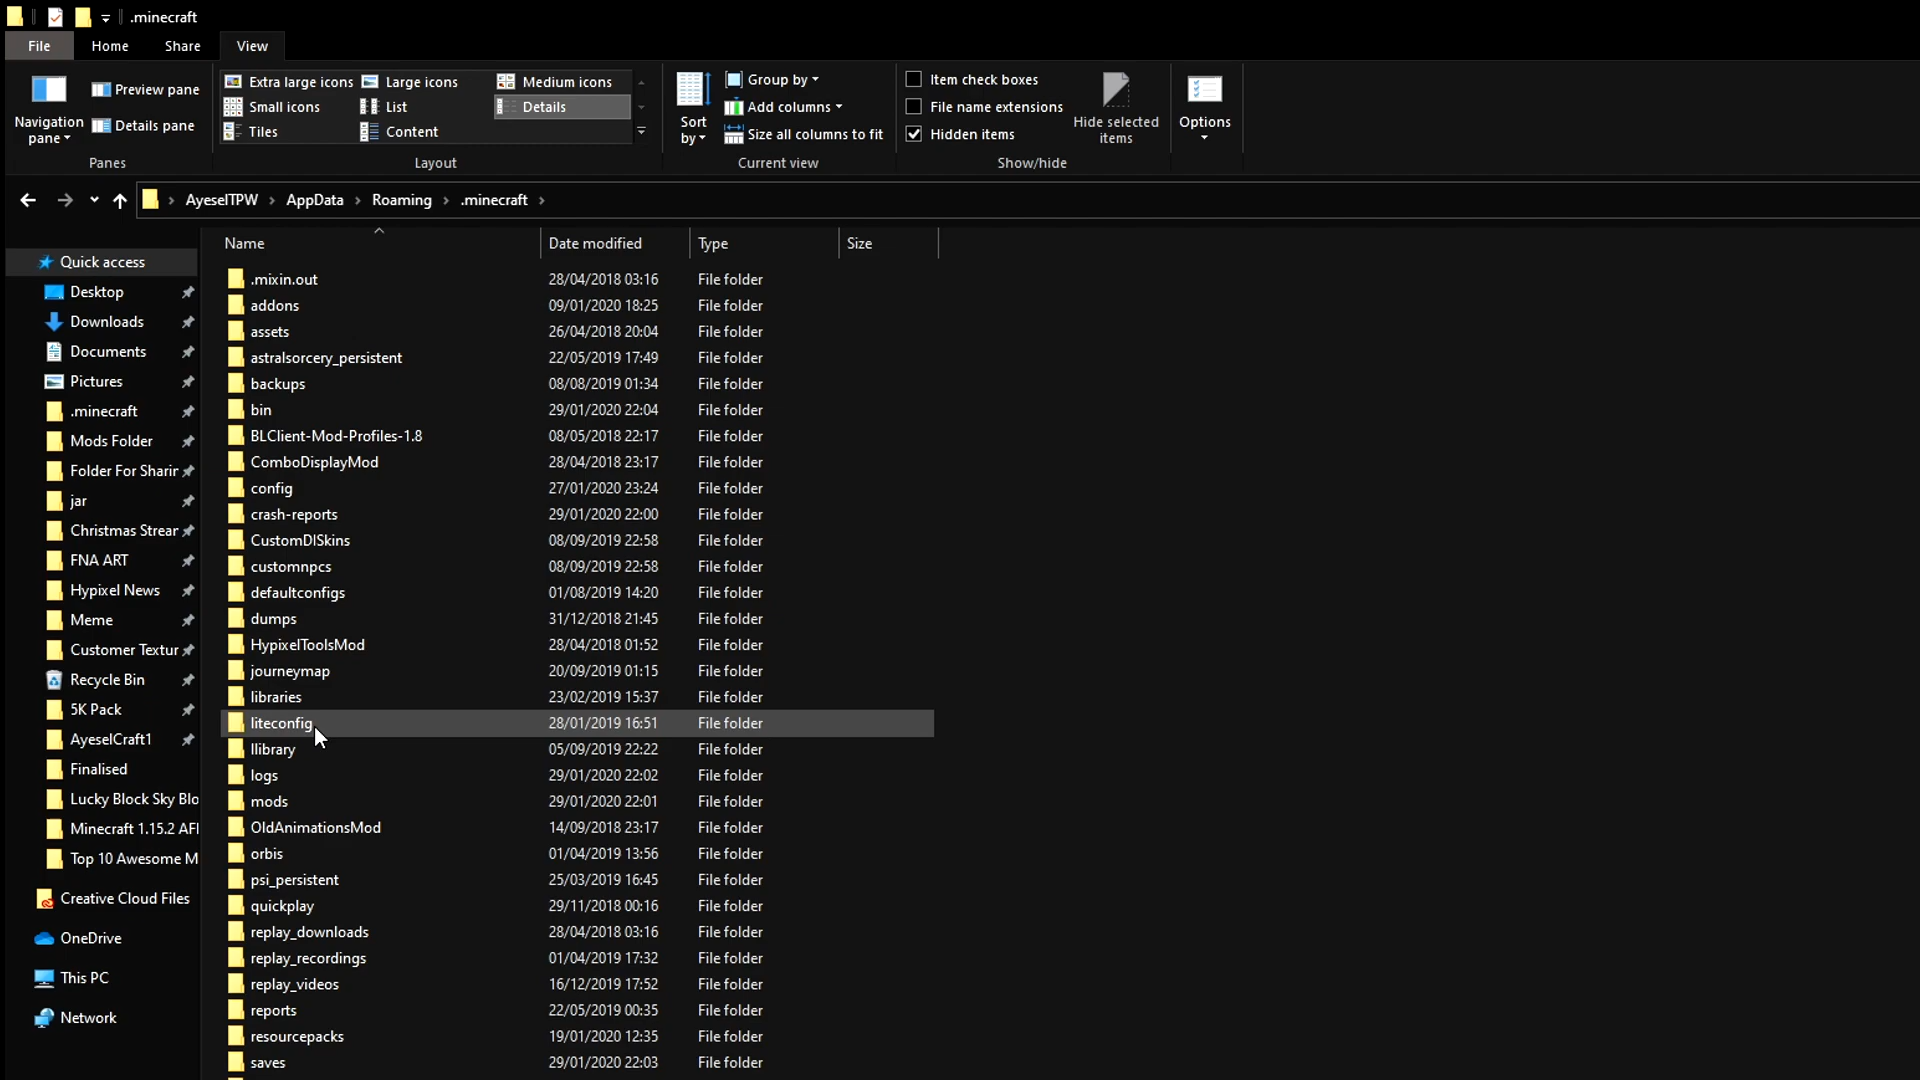 .minecraft
File Home Share View
Navigation pane
Preview pane
Details pane
Panes
Extra large icons Large icons Medium icons
Small icons List Details
Tiles Content
Layout
Sort by
Group by
Add columns
Size all columns to fit
Current view
Item check boxes
File name extensions
Hidden items
Hide selected items
Show/hide
Options
AyeselTPW > AppData > Roaming > .minecraft >
Quick access
Desktop
Downloads
Documents
Pictures
.minecraft
Mods Folder
Folder For Sharin
jar
Christmas Strear
FNA ART
Hypixel News
Meme
Customer Textur
Recycle Bin
5K Pack
AyeselCraft1
Finalised
Lucky Block Sky Blo
Minecraft 1.15.2 AFI
Top 10 Awesome M
Creative Cloud Files
OneDrive
This PC
Network
Name Date modified Type Size
.mixin.out 28/04/2018 03:16 File folder
addons 09/01/2020 18:25 File folder
assets 26/04/2018 20:04 File folder
astralsorcery_persistent 22/05/2019 17:49 File folder
backups 08/08/2019 01:34 File folder
bin 29/01/2020 22:04 File folder
BLClient-Mod-Profiles-1.8 08/05/2018 22:17 File folder
ComboDisplayMod 28/04/2018 23:17 File folder
config 27/01/2020 23:24 File folder
crash-reports 29/01/2020 22:00 File folder
CustomDISkins 08/09/2019 22:58 File folder
customnpcs 08/09/2019 22:58 File folder
defaultconfigs 01/08/2019 14:20 File folder
dumps 31/12/2018 21:45 File folder
HypixelToolsMod 28/04/2018 01:52 File folder
journeymap 20/09/2019 01:15 File folder
libraries 23/02/2019 15:37 File folder
liteconfig 28/01/2019 16:51 File folder
llibrary 05/09/2019 22:22 File folder
logs 29/01/2020 22:02 File folder
mods 29/01/2020 22:01 File folder
OldAnimationsMod 14/09/2018 23:17 File folder
orbis 01/04/2019 13:56 File folder
psi_persistent 25/03/2019 16:45 File folder
quickplay 29/11/2018 00:16 File folder
replay_downloads 28/04/2018 03:16 File folder
replay_recordings 01/04/2019 17:32 File folder
replay_videos 16/12/2019 17:52 File folder
reports 22/05/2019 00:35 File folder
resourcepacks 19/01/2020 12:35 File folder
saves 29/01/2020 22:03 File folder